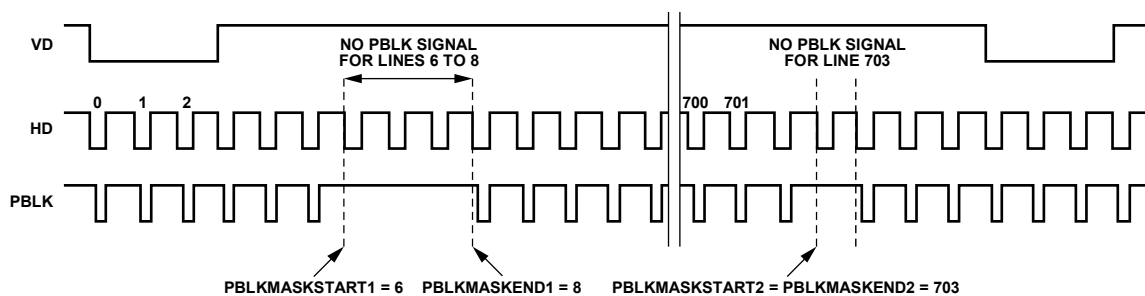 VD
NO PBLK SIGNAL
FOR LINES 6 TO 8
NO PBLK SIGNAL
FOR LINE 703
HD
0 1 2 700 701
PBLK
PBLKMASKSTART1 = 6 PBLKMASKEND1 = 8 PBLKMASKSTART2 = PBLKMASKEND2 = 703